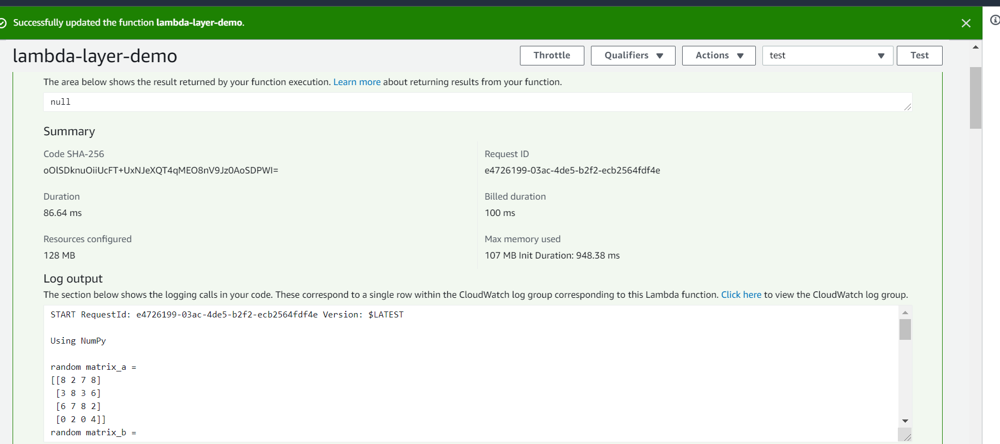 Successfully updated the function lambda-layer-demo.
lambda-layer-demo
Throttle
Qualifiers
Actions
test
Test
The area below shows the result returned by your function execution. Learn more about returning results from your function.
null
Summary
Code SHA-256
oOlSDknuOiiUcFT+UxNJeXQT4qMEO8nV9Jz0AoSDPWI=
Request ID
e4726199-03ac-4de5-b2f2-ecb2564fdf4e
Duration
86.64 ms
Billed duration
100 ms
Resources configured
128 MB
Max memory used
107 MB Init Duration: 948.38 ms
Log output
The section below shows the logging calls in your code. These correspond to a single row within the CloudWatch log group corresponding to this Lambda function. Click here to view the CloudWatch log group.
START RequestId: e4726199-03ac-4de5-b2f2-ecb2564fdf4e Version: $LATEST
Using NumPy
random matrix_a =
[[8 2 7 8]
[3 8 3 6]
[6 7 8 2]
[0 2 0 4]]
random matrix_b =